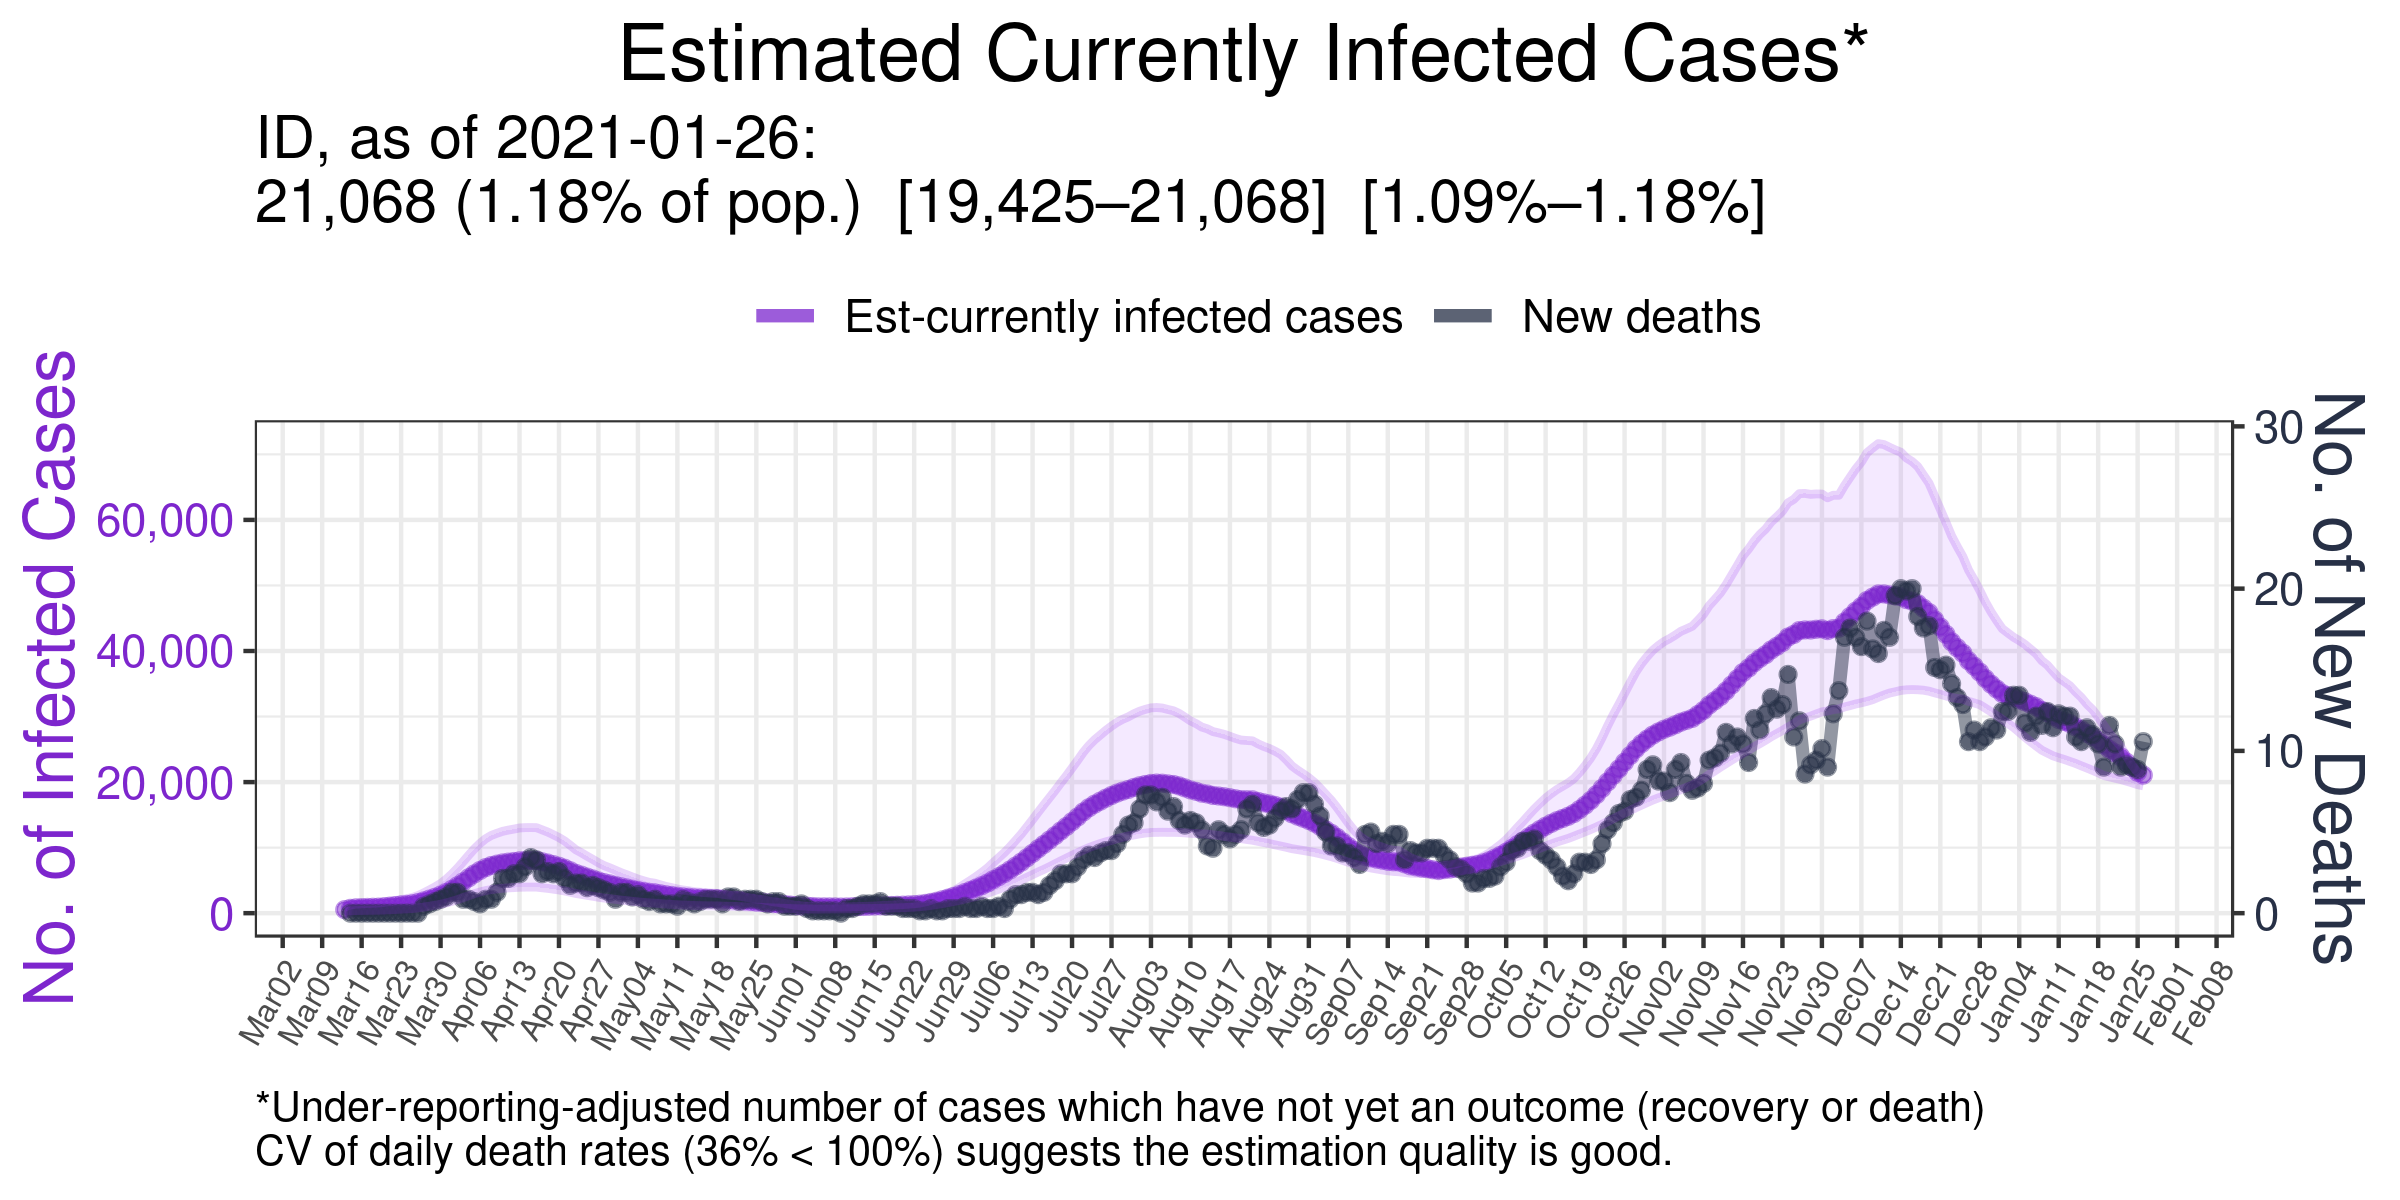 Estimated Currently Infected Cases*
ID, as of 2021-01-26:
21,068 (1.18% of pop.) [19,425–21,068] [1.09%–1.18%]
Est-currently infected cases New deaths
No. of Infected Cases
60,000
40,000
20,000
0
30
20
10
0
No. of New Deaths
Mar02 Mar09 Mar16 Mar23 Mar30 Apr06 Apr13 Apr20 Apr27 May04 May11 May18 May25 Jun01 Jun08 Jun15 Jun22 Jun29 Jul06 Jul13 Jul20 Jul27 Aug03 Aug10 Aug17 Aug24 Aug31 Sep07 Sep14 Sep21 Sep28 Oct05 Oct12 Oct19 Oct26 Nov02 Nov09 Nov16 Nov23 Nov30 Dec07 Dec14 Dec21 Dec28 Jan04 Jan11 Jan18 Jan25 Feb01 Feb08
*Under-reporting-adjusted number of cases which have not yet an outcome (recovery or death)
CV of daily death rates (36% < 100%) suggests the estimation quality is good.